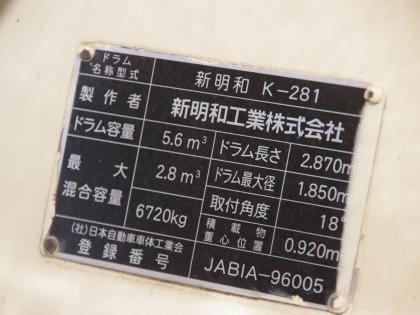 ドラム
名称型式 新明和 K-281
製作者 新明和工業株式会社
ドラム容量 5.6 m³ ドラム長さ 2.870m
最大混合容量 2.8 m³ ドラム最大径 1.850m
6720kg 取付角度 18°
積載物重心位置 0.920m
(社)日本自動車車体工業会
登録番号 JABIA-96005